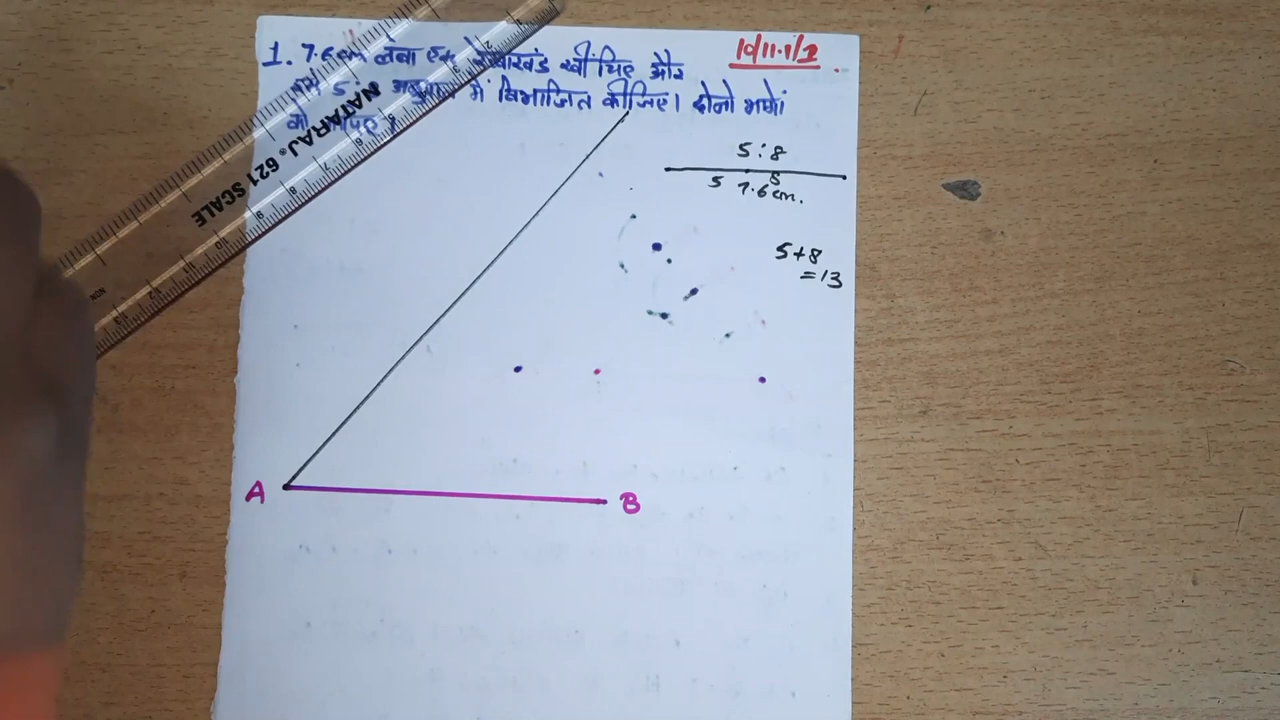 1. 7.6cm लंबा एक रेखाखंड खींचिए और
5 अनुपात में विभाजित कीजिए। दोनो भागों
को मापिए।
10/11.1/1
5:8
5 8
7.6cm.
5+8
=13
NATARAJ 621 SCALE
A B